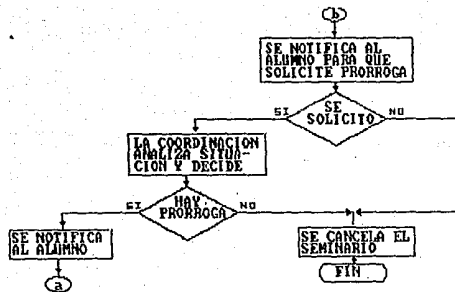 b
SE NOTIFICA AL
ALUMNO PARA QUE
SOLICITE PRORROGA
SE
SOLICITO
SI
NO
LA COORDINACION
ANALIZA SITUA-
CION Y DECIDE
HAY
PRORROGA
SI
NO
SE NOTIFICA
AL ALUMNO
a
SE CANCELA EL
SEMINARIO
FIN